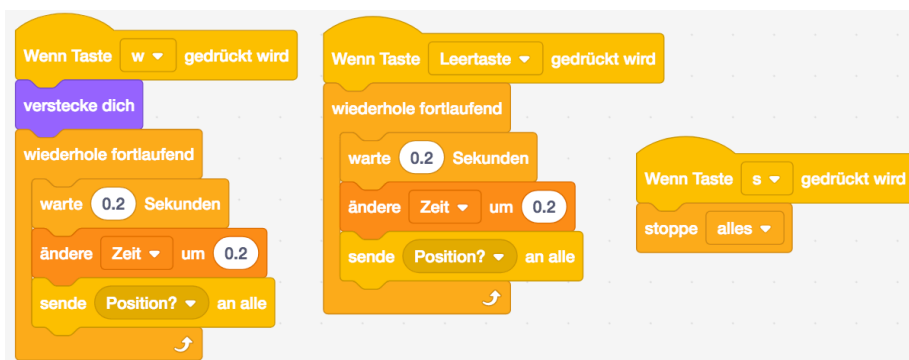 Wenn Taste w gedrückt wird
verstecke dich
wiederhole fortlaufend
warte 0.2 Sekunden
ändere Zeit um 0.2
sende Position? an alle
Wenn Taste Leertaste gedrückt wird
wiederhole fortlaufend
warte 0.2 Sekunden
ändere Zeit um 0.2
sende Position? an alle
Wenn Taste s gedrückt wird
stoppe alles